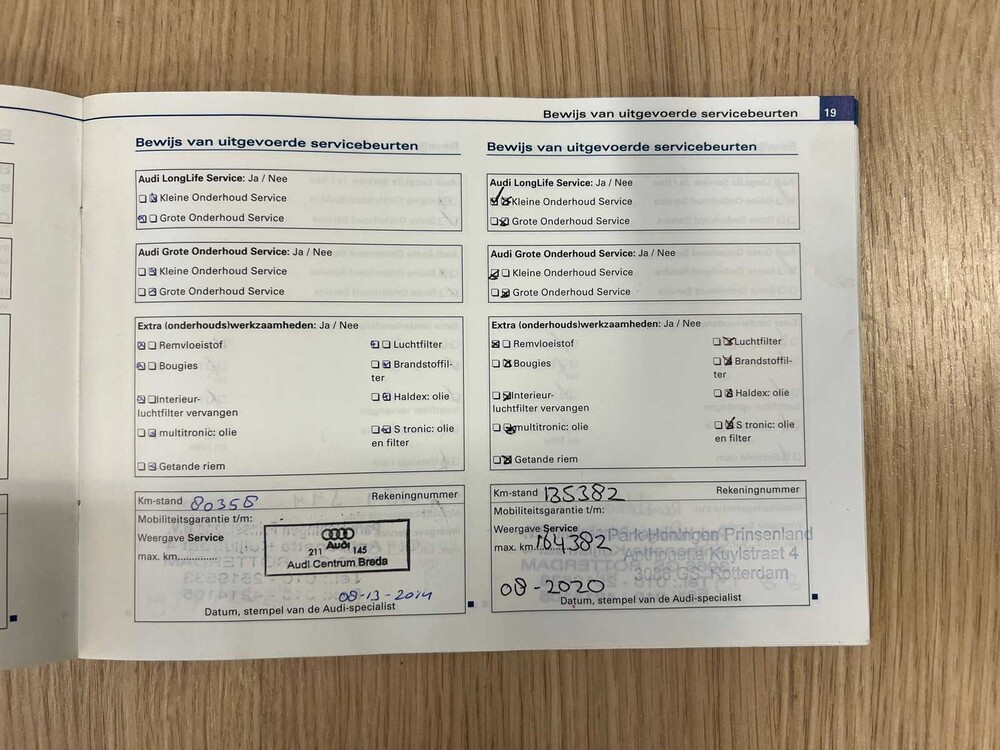 Bewijs van uitgevoerde servicebeurten 19
Bewijs van uitgevoerde servicebeurten
Audi LongLife Service: Ja / Nee
Kleine Onderhoud Service
Grote Onderhoud Service
Audi Grote Onderhoud Service: Ja / Nee
Kleine Onderhoud Service
Grote Onderhoud Service
Extra (onderhouds)werkzaamheden: Ja / Nee
Remvloeistof
Luchtfilter
Bougies
Brandstoffil-
ter
Interieur-
luchtfilter vervangen
Haldex: olie
multitronic: olie
S tronic: olie
en filter
Getande riem
Km-stand 80358 Rekeningnummer
Mobiliteitsgarantie t/m:
Weergave Service
max. km.............
Audi
211 145
Audi Centrum Breda
08-13-2014
Datum, stempel van de Audi-specialist
Bewijs van uitgevoerde servicebeurten
Audi LongLife Service: Ja / Nee
Kleine Onderhoud Service
Grote Onderhoud Service
Audi Grote Onderhoud Service: Ja / Nee
Kleine Onderhoud Service
Grote Onderhoud Service
Extra (onderhouds)werkzaamheden: Ja / Nee
Remvloeistof
Luchtfilter
Bougies
Brandstoffil-
ter
Interieur-
luchtfilter vervangen
Haldex: olie
multitronic: olie
S tronic: olie
en filter
Getande riem
Km-stand 135382 Rekeningnummer
Mobiliteitsgarantie t/m:
Weergave Service
max. km. 164382
Park Honingen Prinsenland
Anthonetta Kuylstraat 4
3066 GS Rotterdam
08-2020
Datum, stempel van de Audi-specialist